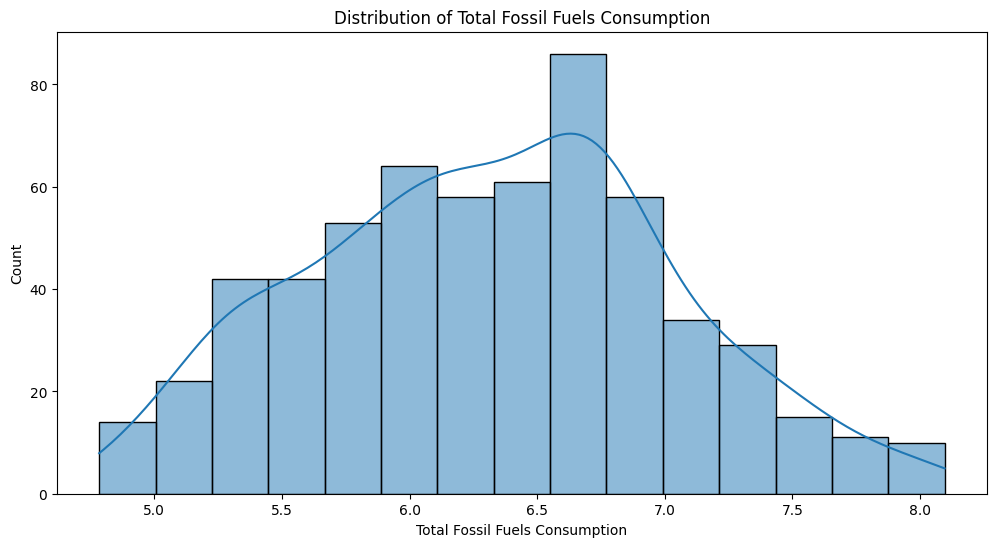 Distribution of Total Fossil Fuels Consumption
80
60
40
20
0
Count
5.0 5.5 6.0 6.5 7.0 7.5 8.0
Total Fossil Fuels Consumption